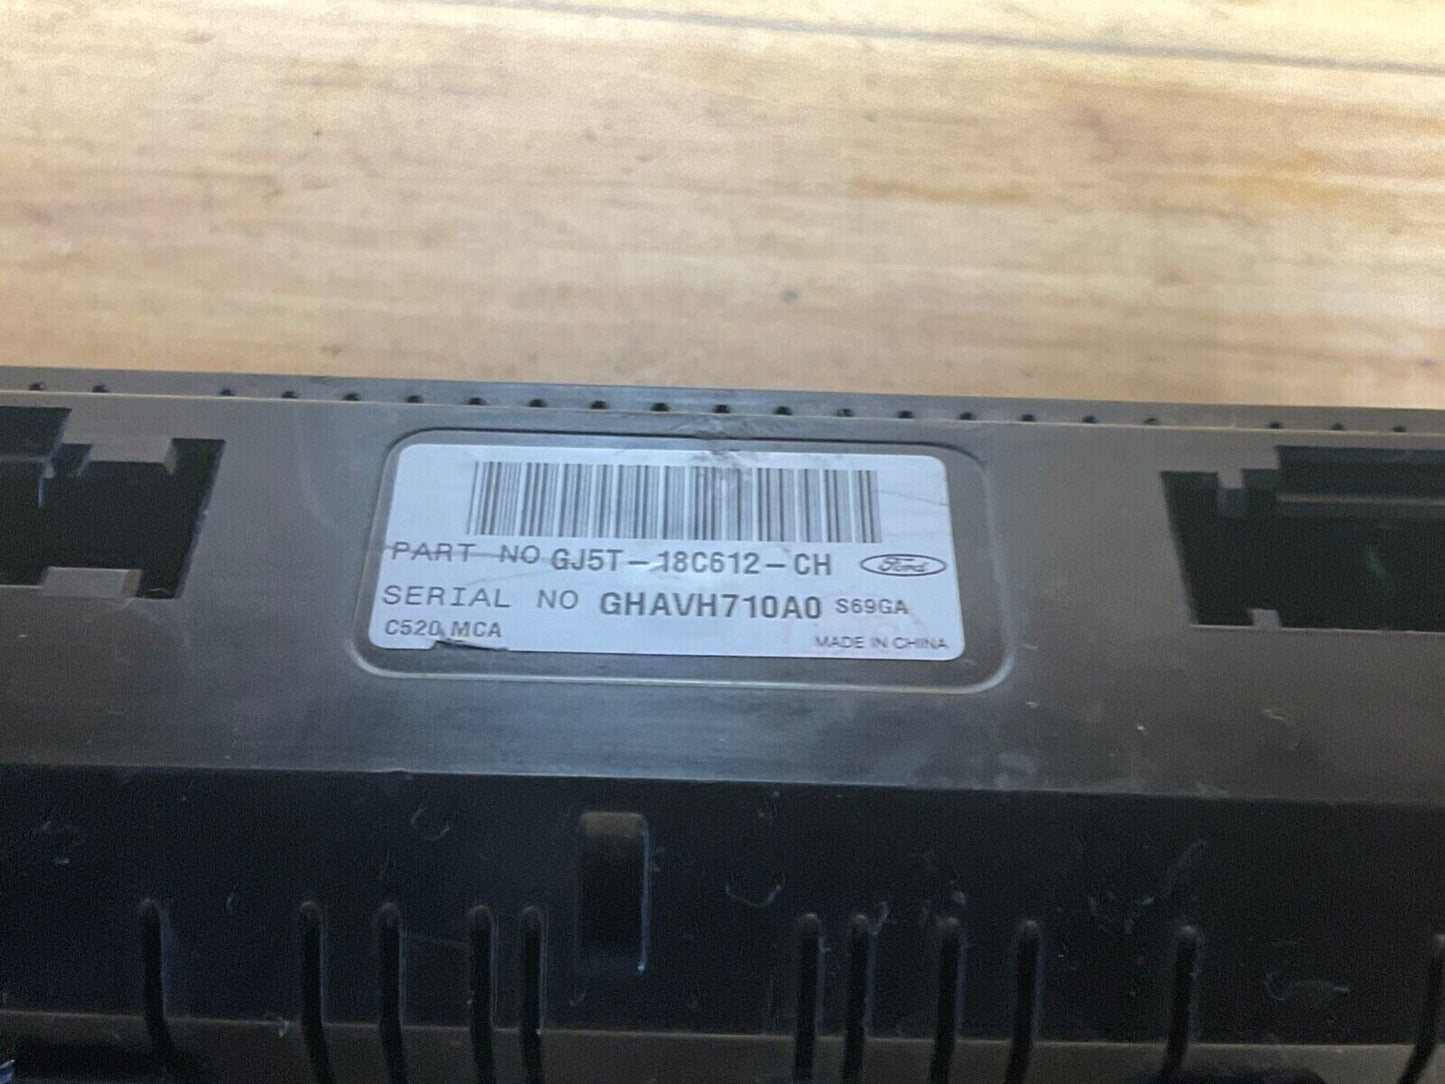 PART NO GJ5T-18C612-CH Ford
SERIAL NO GHAVH710A0 S69GA
C520 MCA MADE IN CHINA